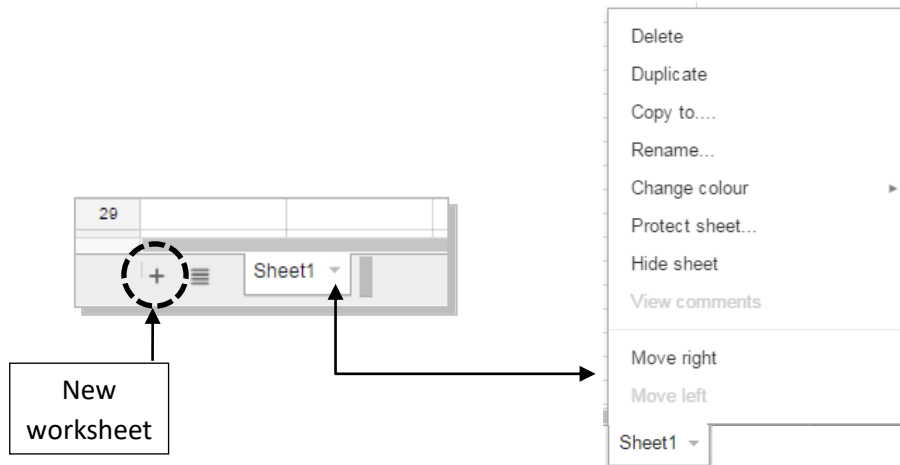 29
+
Sheet1
New
worksheet
Delete
Duplicate
Copy to....
Rename...
Change colour
Protect sheet...
Hide sheet
View comments
Move right
Move left
Sheet1